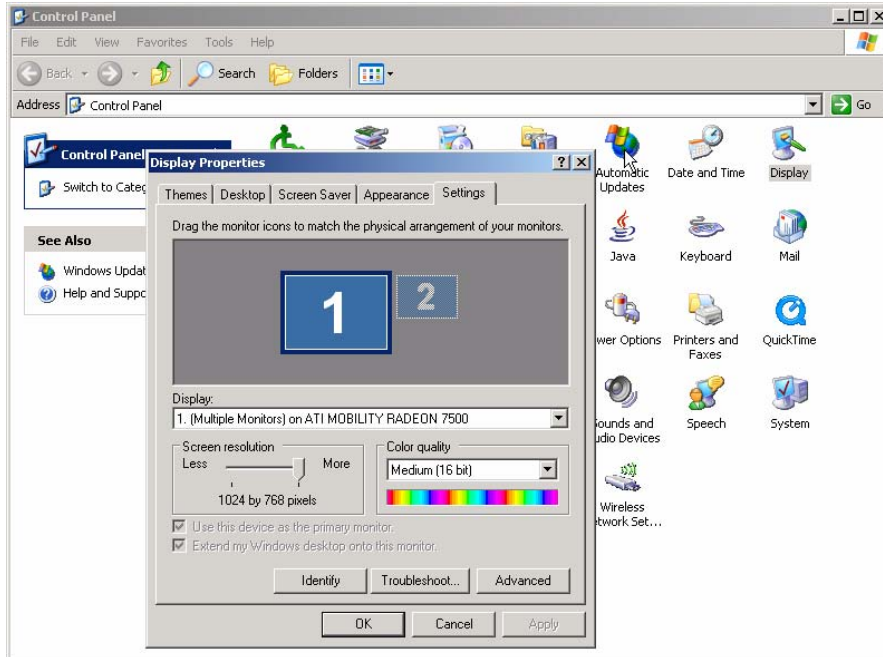 Control Panel
File Edit View Favorites Tools Help
Back Search Folders
Address Control Panel Go
Control Panel
Switch to Categ
See Also
Windows Updat
Help and Suppo
Automatic Updates
Date and Time
Display
Java
Keyboard
Mail
wer Options
Printers and Faxes
QuickTime
ounds and
udio Devices
Speech
System
Wireless
twork Set...
Display Properties
Themes Desktop Screen Saver Appearance Settings
Drag the monitor icons to match the physical arrangement of your monitors.
1 2
Display:
1. (Multiple Monitors) on ATI MOBILITY RADEON 7500
Screen resolution
Less More
1024 by 768 pixels
Color quality
Medium (16 bit)
Use this device as the primary monitor.
Extend my Windows desktop onto this monitor.
Identify Troubleshoot... Advanced
OK Cancel Apply